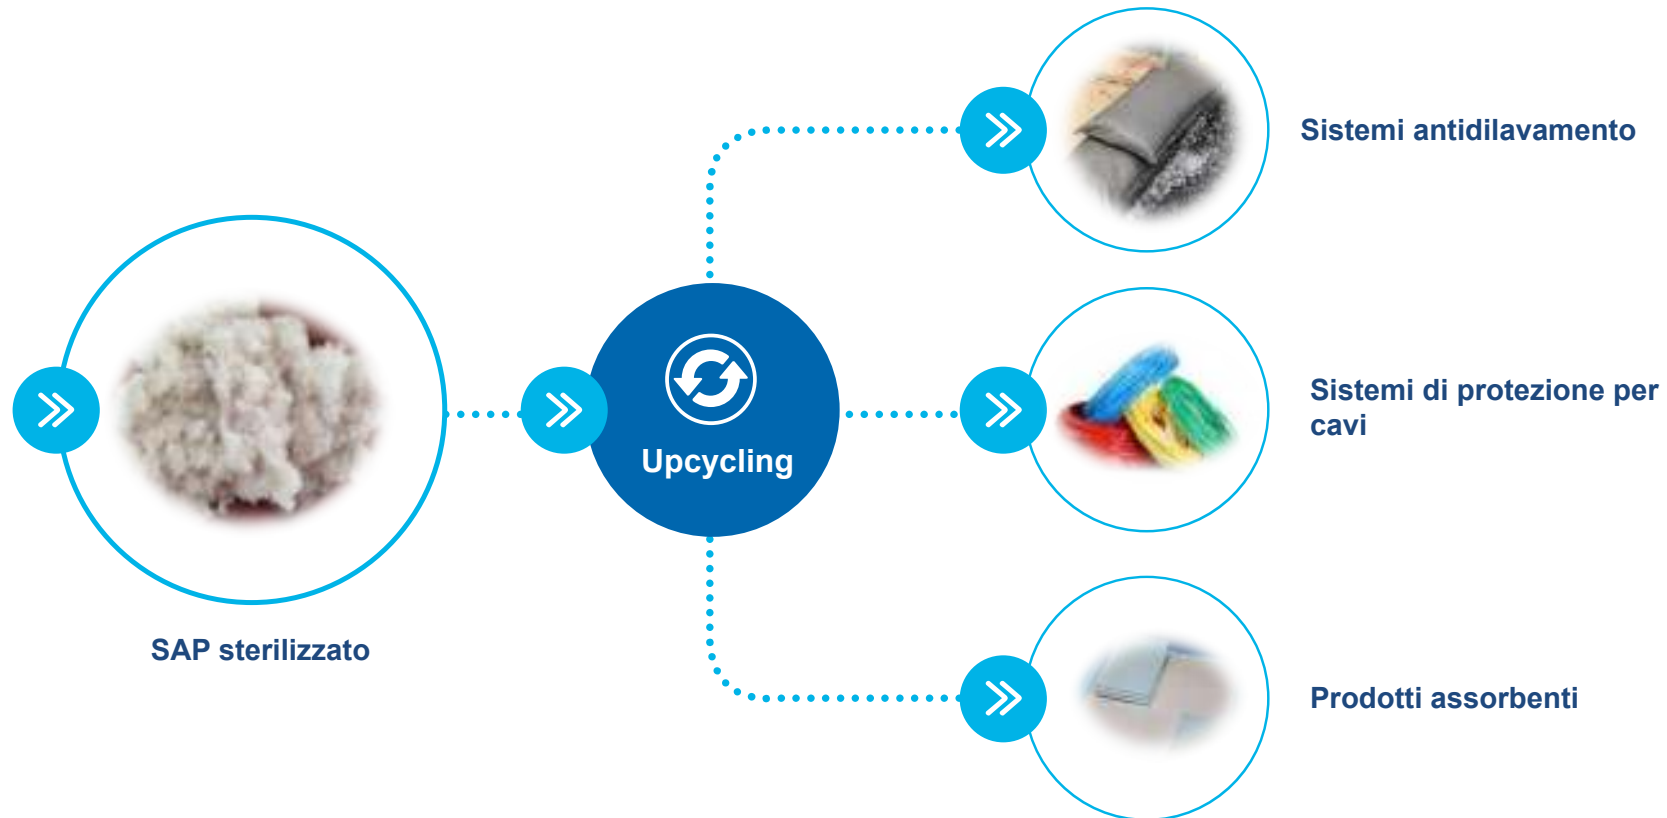 Sistemi antidilavamento
Sistemi di protezione per
cavi
Upcycling
SAP sterilizzato
Prodotti assorbenti